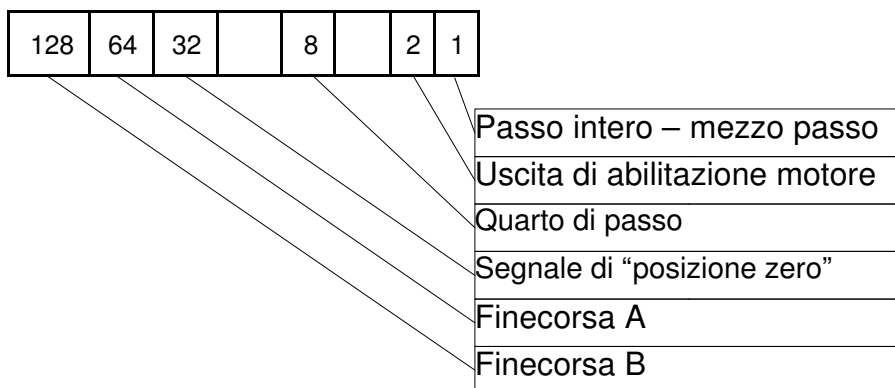 128 64 32 8 2 1
Passo intero – mezzo passo
Uscita di abilitazione motore
Quarto di passo
Segnale di “posizione zero”
Finecorsa A
Finecorsa B